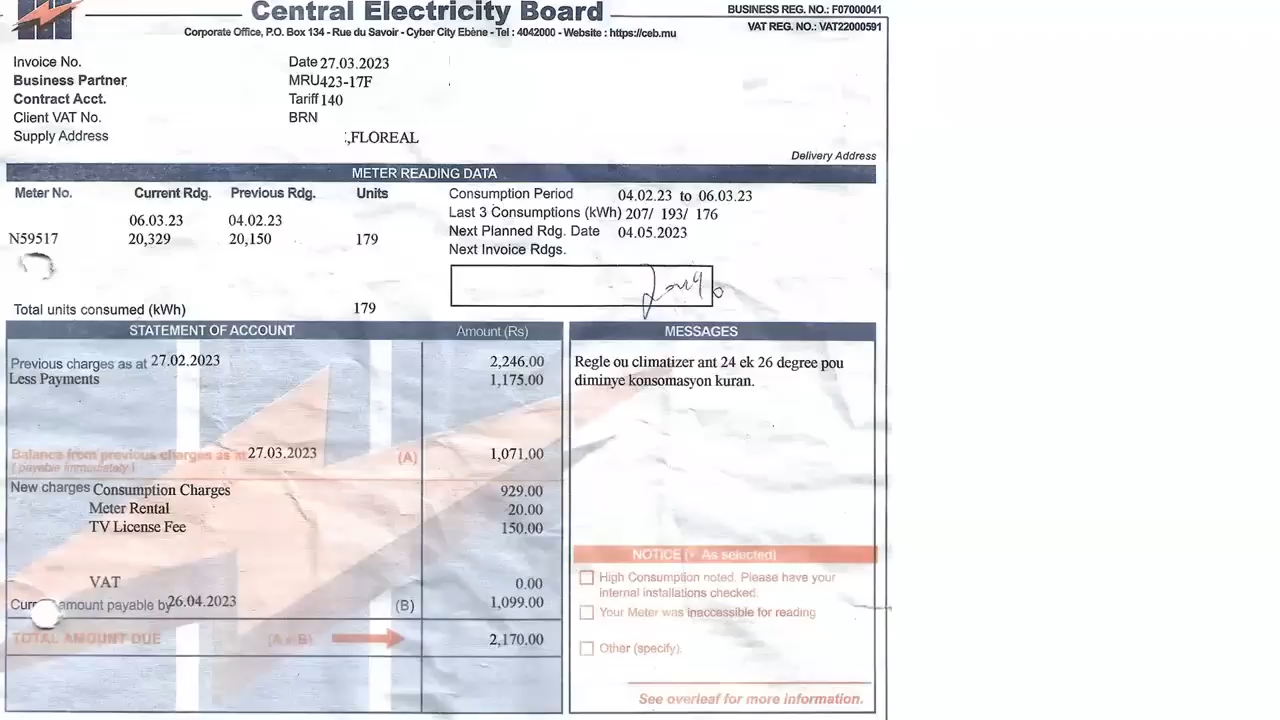 Central Electricity Board
BUSINESS REG. NO.: F07000041
VAT REG. NO.: VAT22000591
Corporate Office, P.O. Box 134 - Rue du Savoir - Cyber City Ebène - Tel : 4042000 - Website : https://ceb.mu
Invoice No. Date 27.03.2023
Business Partner MRU 423-17F
Contract Acct. Tariff 140
Client VAT No. BRN
Supply Address ,FLOREAL
Delivery Address
METER READING DATA
Meter No. Current Rdg. Previous Rdg. Units
06.03.23 04.02.23
N59517 20,329 20,150 179
Total units consumed (kWh) 179
Consumption Period 04.02.23 to 06.03.23
Last 3 Consumptions (kWh) 207/ 193/ 176
Next Planned Rdg. Date 04.05.2023
Next Invoice Rdgs.
STATEMENT OF ACCOUNT Amount (Rs)
Previous charges as at 27.02.2023 2,246.00
Less Payments 1,175.00
Balance from previous charges as at 27.03.2023 (A) 1,071.00
( payable immediately )
New charges Consumption Charges 929.00
Meter Rental 20.00
TV License Fee 150.00
VAT 0.00
amount payable by 26.04.2023 (B) 1,099.00
TOTAL AMOUNT DUE (A + B) 2,170.00
MESSAGES
Regle ou climatizer ant 24 ek 26 degree pou
diminye konsomasyon kuran.
NOTICE (• As selected)
High Consumption noted. Please have your
internal installations checked.
Your Meter was inaccessible for reading
Other (specify).
See overleaf for more information.